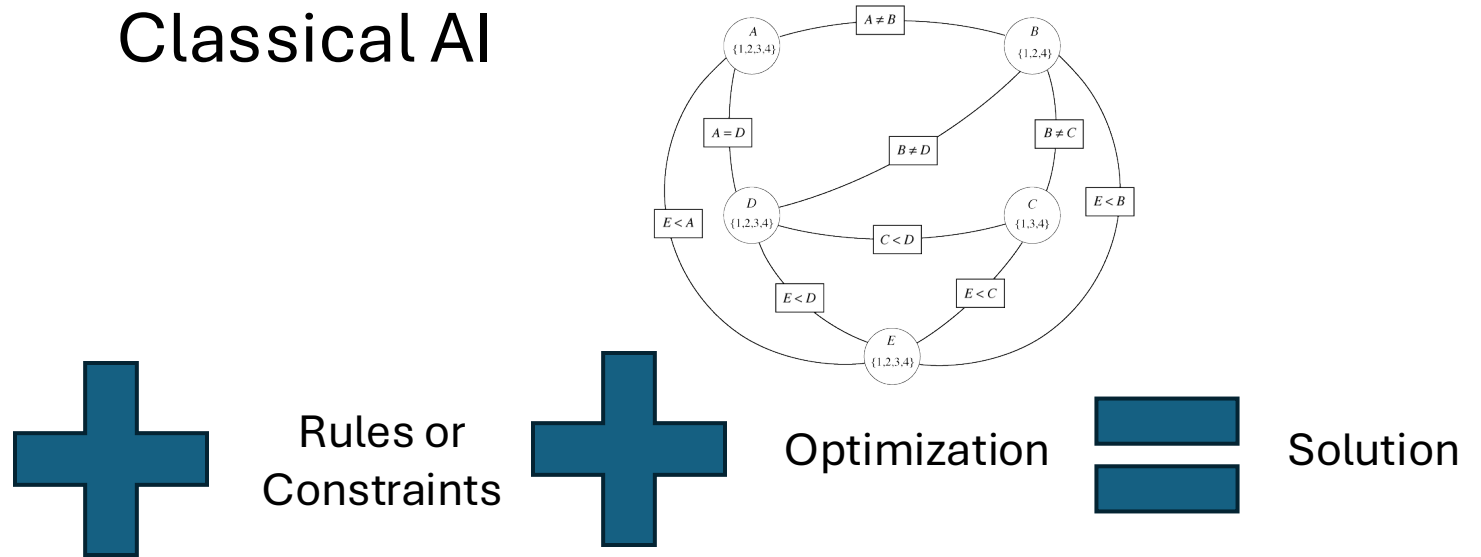 Classical AI
A ≠ B
A
{1,2,3,4}
B
{1,2,4}
A = D
B ≠ D
B ≠ C
E < A
D
{1,2,3,4}
C < D
C
{1,3,4}
E < B
E < D
E < C
E
{1,2,3,4}
Rules or
Constraints
Optimization
Solution